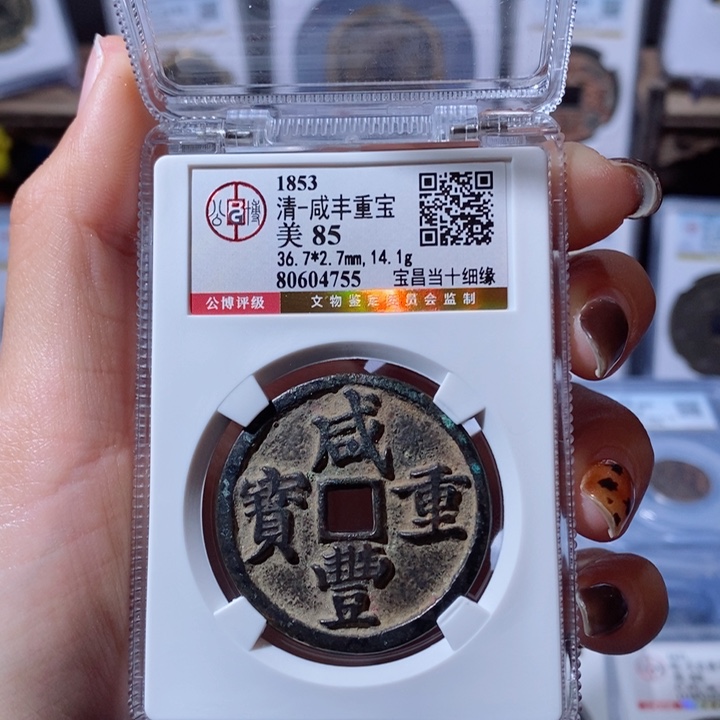 1853
清-咸丰重宝
美 85
36.7*2.7mm,14.1g
80604755 宝昌当十细缘
公博评级 文物鉴定委员会监制
公博
咸
寶 重
豐